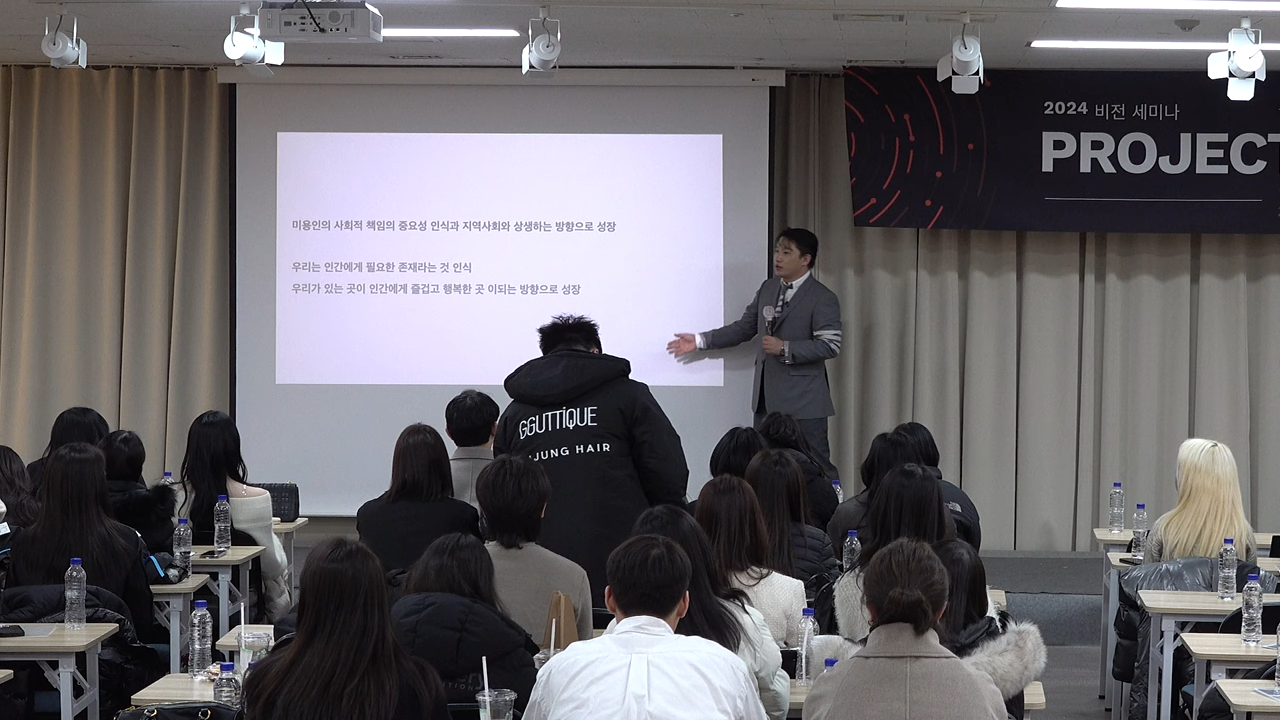 2024 비전 세미나
PROJECT
미용인의 사회적 책임의 중요성 인식과 지역사회와 상생하는 방향으로 성장
우리는 인간에게 필요한 존재라는 것 인식
우리가 있는 곳이 인간에게 즐겁고 행복한 곳 이되는 방향으로 성장
GGUTTIQUE
JUNG HAIR